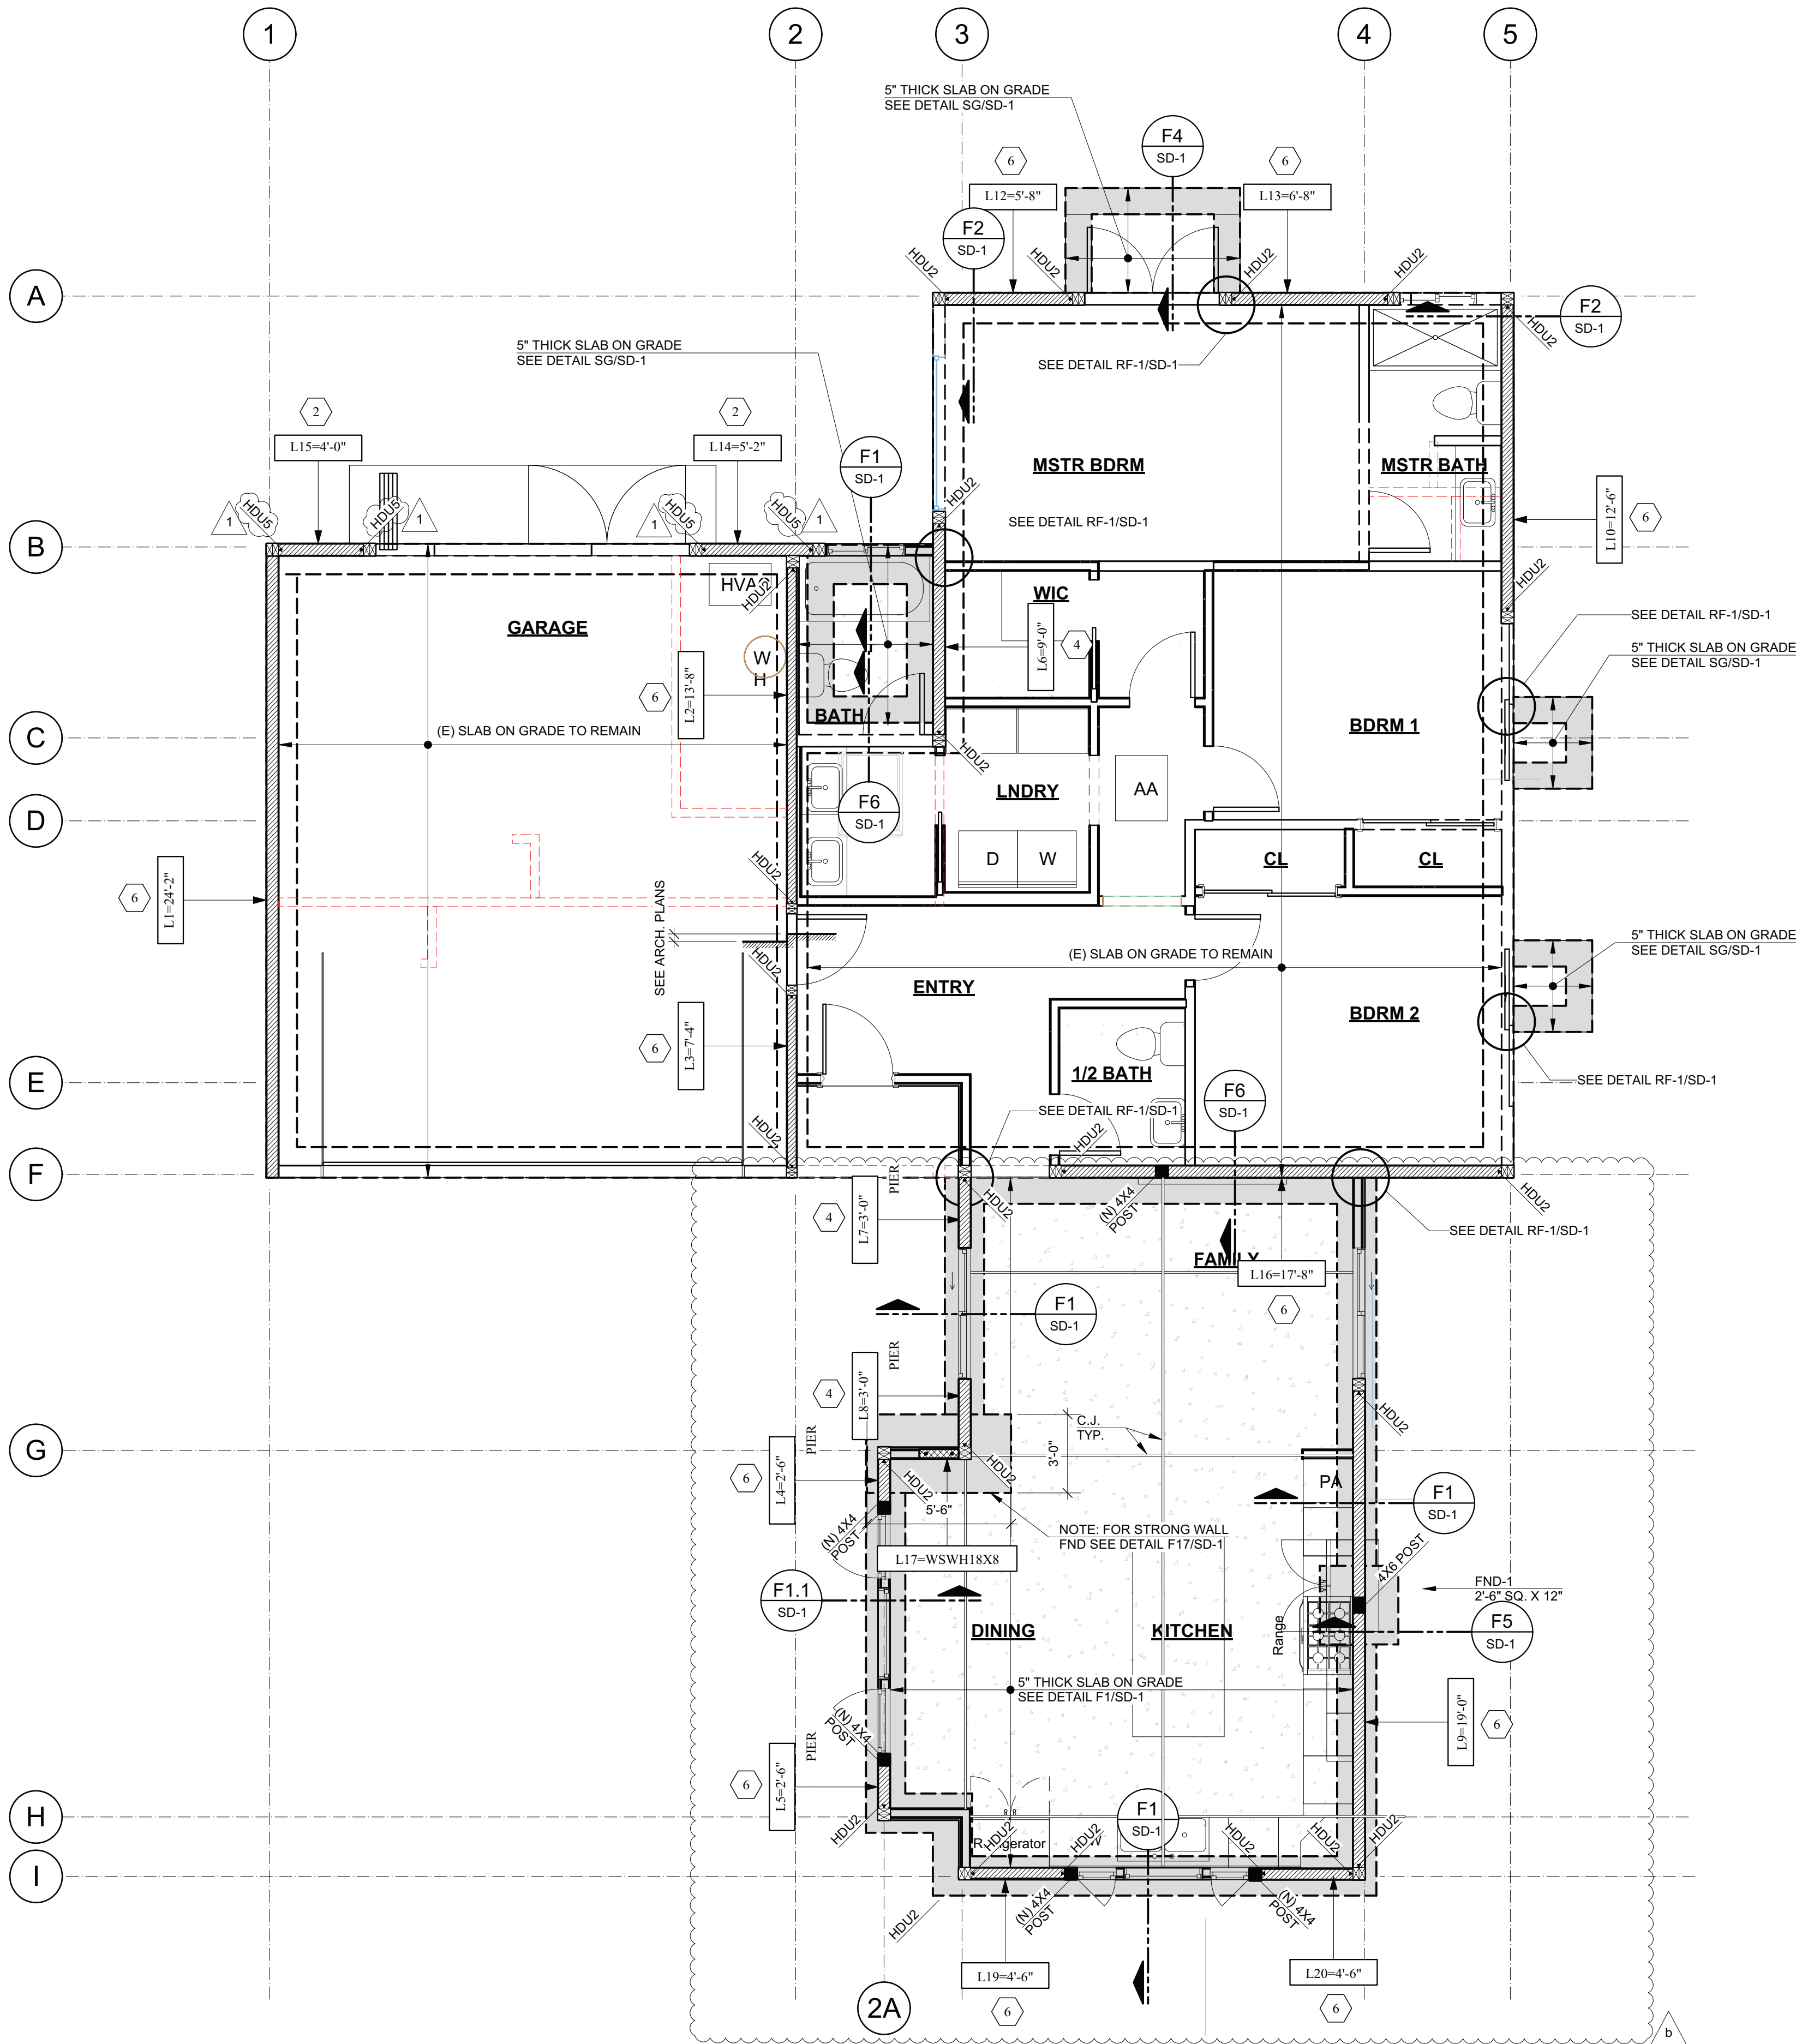 1
2
3
4
5
5" THICK SLAB ON GRADE
SEE DETAIL SG/SD-1
F4
SD-1
6
6
L12=5'-8"
L13=6'-8"
F2
SD-1
HDU2
HDU2
HDU2
HDU2
A
F2
SD-1
HDU2
5" THICK SLAB ON GRADE
SEE DETAIL SG/SD-1
SEE DETAIL RF-1/SD-1
2
2
L15=4'-0"
L14=5'-2"
F1
SD-1
MSTR BDRM
MSTR BATH
HDU2
SEE DETAIL RF-1/SD-1
L10=12'-6"
6
1
HDU5
HDU5
1
1
HDU5
HDU5
1
B
HVAC
HDU2
WIC
HDU2
GARAGE
L6=9'-0"
4
SEE DETAIL RF-1/SD-1
5" THICK SLAB ON GRADE
SEE DETAIL SG/SD-1
W
H
6
L2=13'-8"
BATH
BDRM 1
(E) SLAB ON GRADE TO REMAIN
C
HDU2
LNDRY
AA
F6
SD-1
D
D
W
CL
CL
HDU2
6
L1=24'-2"
SEE ARCH. PLANS
HDU2
(E) SLAB ON GRADE TO REMAIN
5" THICK SLAB ON GRADE
SEE DETAIL SG/SD-1
ENTRY
BDRM 2
6
L3=7'-4"
1/2 BATH
E
F6
SD-1
SEE DETAIL RF-1/SD-1
SEE DETAIL RF-1/SD-1
HDU2
HDU2
F
PIER
4
L7=3'-0"
HDU2
(N) 4X4
POST
HDU2
SEE DETAIL RF-1/SD-1
FAMILY
L16=17'-8"
6
F1
SD-1
PIER
4
L8=3'-0"
HDU2
C.J.
TYP.
3'-0"
G
PIER
6
L4=2'-6"
HDU2
HDU2
5'-6"
PA
F1
SD-1
(N) 4X4
POST
NOTE: FOR STRONG WALL
FND SEE DETAIL F17/SD-1
L17=WSWH18X8
4X6 POST
F1.1
SD-1
FND-1
2'-6" SQ. X 12"
F5
SD-1
DINING
KITCHEN
Range
5" THICK SLAB ON GRADE
SEE DETAIL F1/SD-1
(N) 4X4
POST
PIER
6
L5=2'-6"
L9=19'-0"
6
H
HDU2
F1
SD-1
Refrigerator
HDU2
HDU2
HDU2
HDU2
HDU2
I
HDU2
(N) 4X4
POST
(N) 4X4
POST
L19=4'-6"
L20=4'-6"
6
6
2A
b